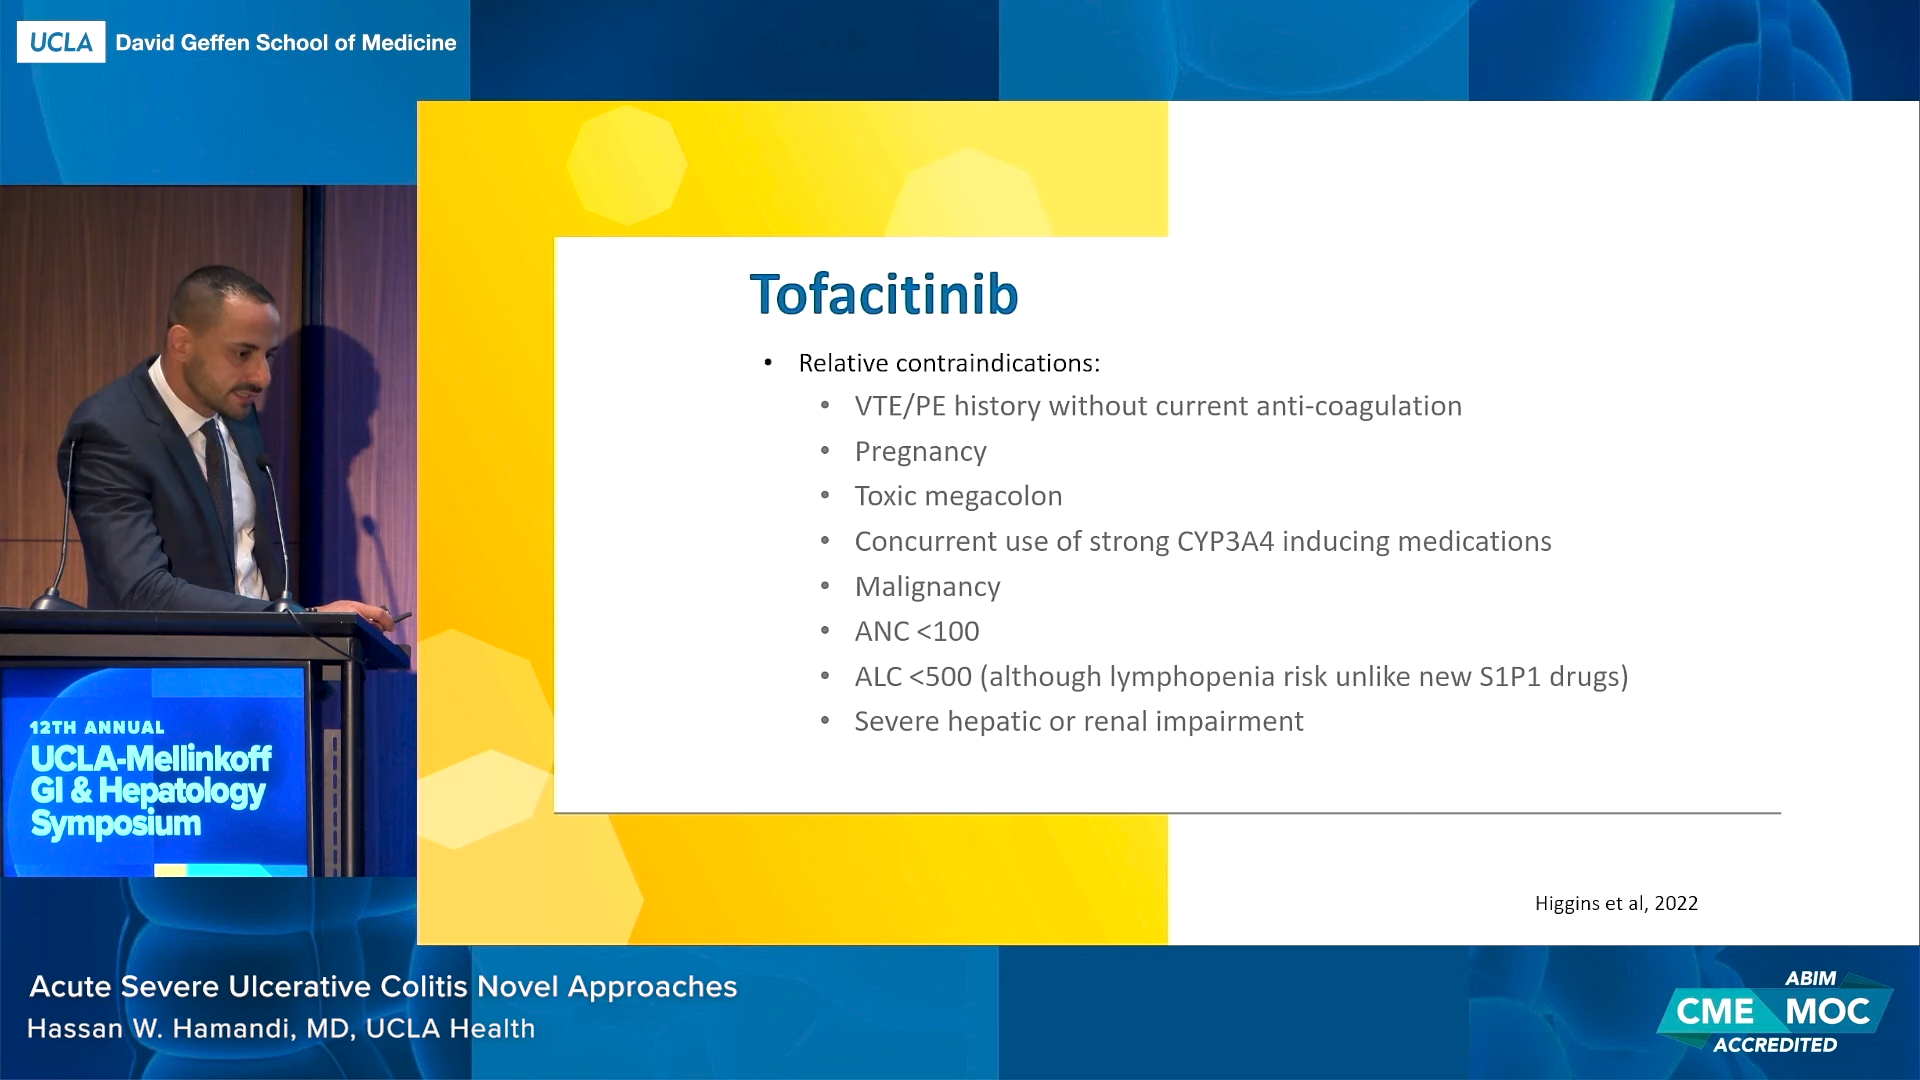 UCLA David Geffen School of Medicine
Tofacitinib
• Relative contraindications:
• VTE/PE history without current anti-coagulation
• Pregnancy
• Toxic megacolon
• Concurrent use of strong CYP3A4 inducing medications
• Malignancy
• ANC <100
• ALC <500 (although lymphopenia risk unlike new S1P1 drugs)
• Severe hepatic or renal impairment
Higgins et al, 2022
12TH ANNUAL
UCLA-Mellinkoff
GI & Hepatology
Symposium
Acute Severe Ulcerative Colitis Novel Approaches
Hassan W. Hamandi, MD, UCLA Health
ABIM
CME MOC
ACCREDITED